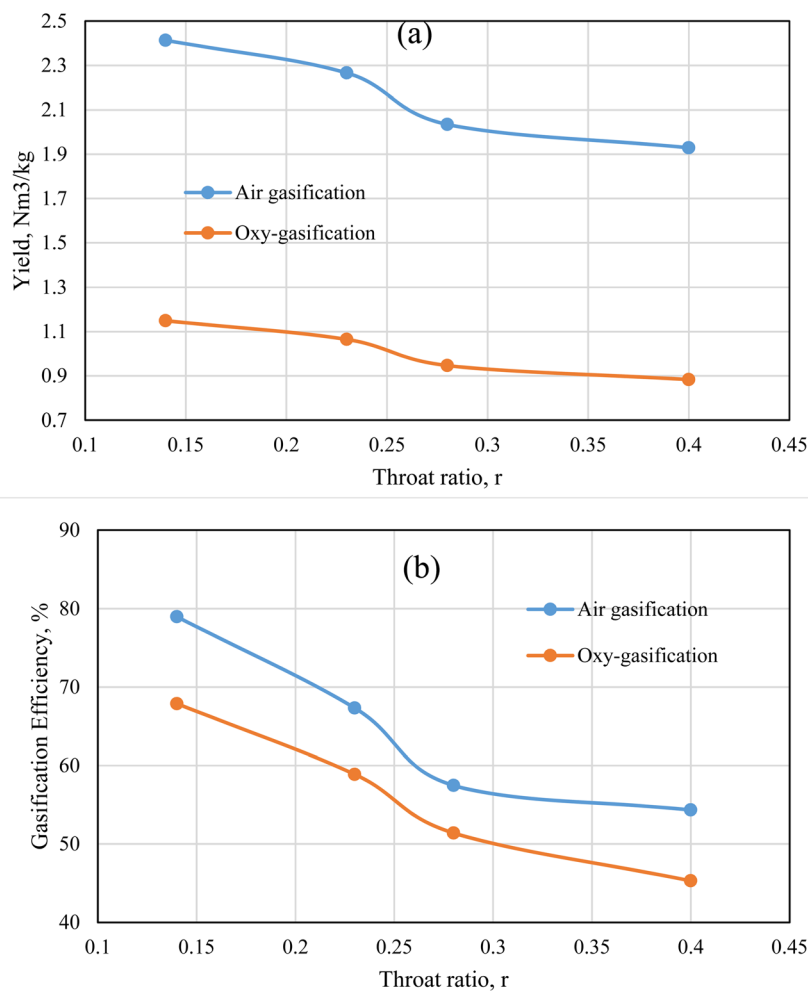 (a)
2.5
2.3
2.1
1.9
1.7
1.5
1.3
1.1
0.9
0.7
Yield, Nm3/kg
Air gasification
Oxy-gasification
0.1 0.15 0.2 0.25 0.3 0.35 0.4 0.45
Throat ratio, r
(b)
90
80
70
60
50
40
Gasification Efficiency, %
Air gasification
Oxy-gasification
0.1 0.15 0.2 0.25 0.3 0.35 0.4 0.45
Throat ratio, r